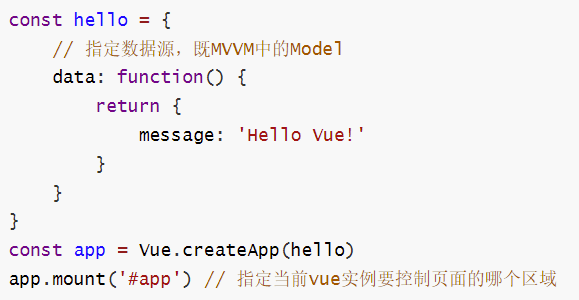 const hello = {
    // 指定数据源，既MVVM中的Model
    data: function() {
        return {
            message: 'Hello Vue!'
        }
    }
}
const app = Vue.createApp(hello)
app.mount('#app') // 指定当前vue实例要控制页面的哪个区域